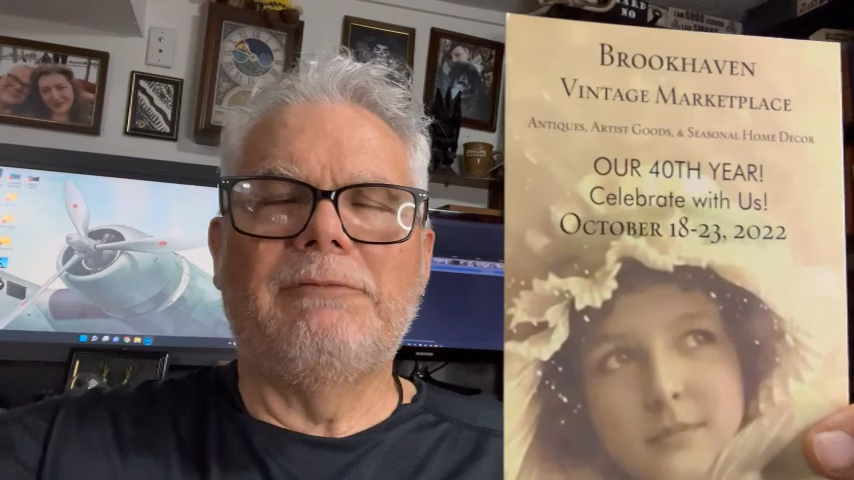 BROOKHAVEN
VINTAGE MARKETPLACE
ANTIQUES, ARTIST GOODS, & SEASONAL HOME DECOR
OUR 40TH YEAR!
Celebrate with Us!
OCTOBER 18-23, 2022
SAMSUNG